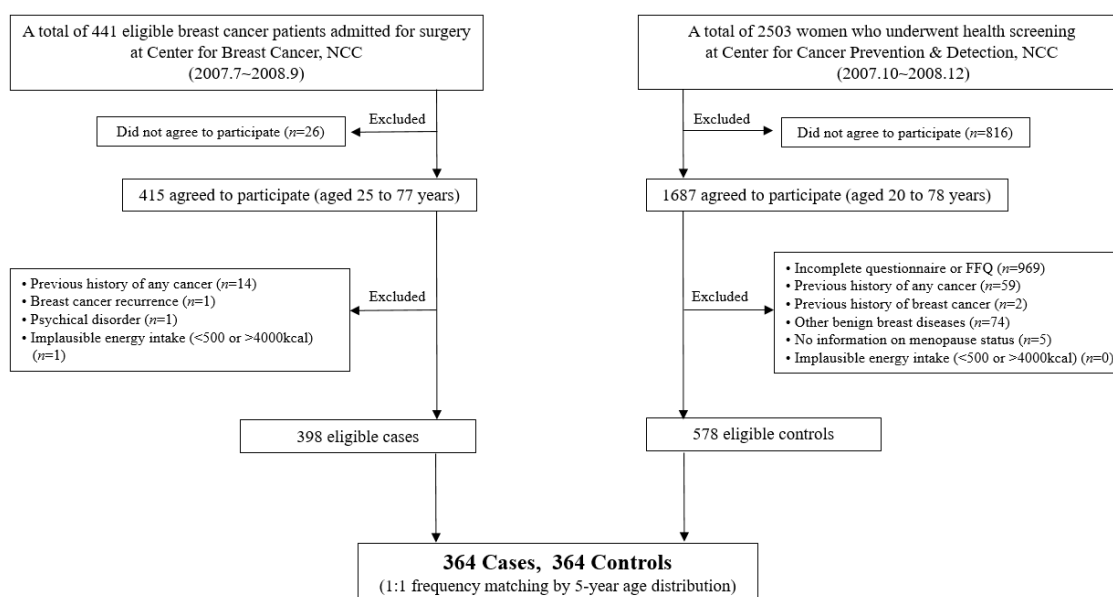 A total of 441 eligible breast cancer patients admitted for surgery
at Center for Breast Cancer, NCC
(2007.7~2008.9)
A total of 2503 women who underwent health screening
at Center for Cancer Prevention & Detection, NCC
(2007.10~2008.12)
Excluded
Did not agree to participate (n=26)
Excluded
Did not agree to participate (n=816)
415 agreed to participate (aged 25 to 77 years)
1687 agreed to participate (aged 20 to 78 years)
• Previous history of any cancer (n=14)
• Breast cancer recurrence (n=1)
• Psychical disorder (n=1)
• Implausible energy intake (<500 or >4000kcal)
(n=1)
Excluded
Excluded
• Incomplete questionnaire or FFQ (n=969)
• Previous history of any cancer (n=59)
• Previous history of breast cancer (n=2)
• Other benign breast diseases (n=74)
• No information on menopause status (n=5)
• Implausible energy intake (<500 or >4000kcal) (n=0)
398 eligible cases
578 eligible controls
364 Cases, 364 Controls
(1:1 frequency matching by 5-year age distribution)